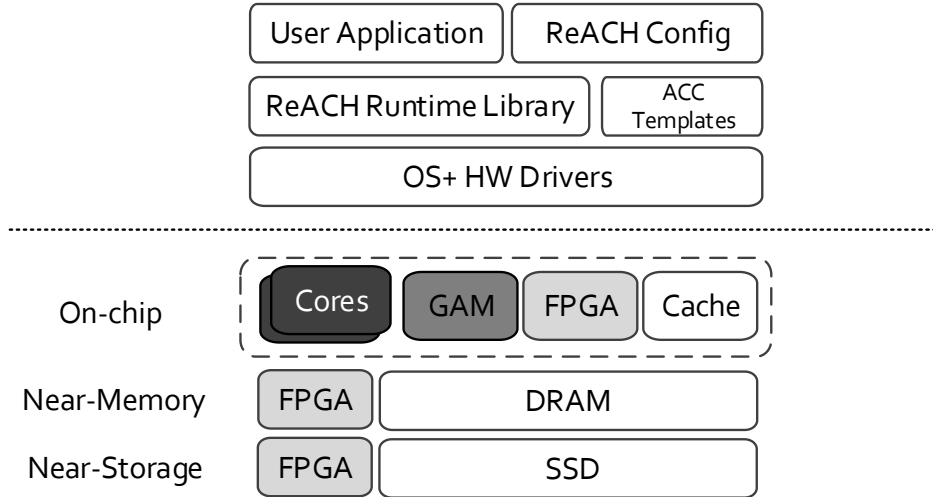 User Application
ReACH Config
ReACH Runtime Library
ACC
Templates
OS+ HW Drivers
On-chip
Cores
GAM
FPGA
Cache
Near-Memory
FPGA
DRAM
Near-Storage
FPGA
SSD